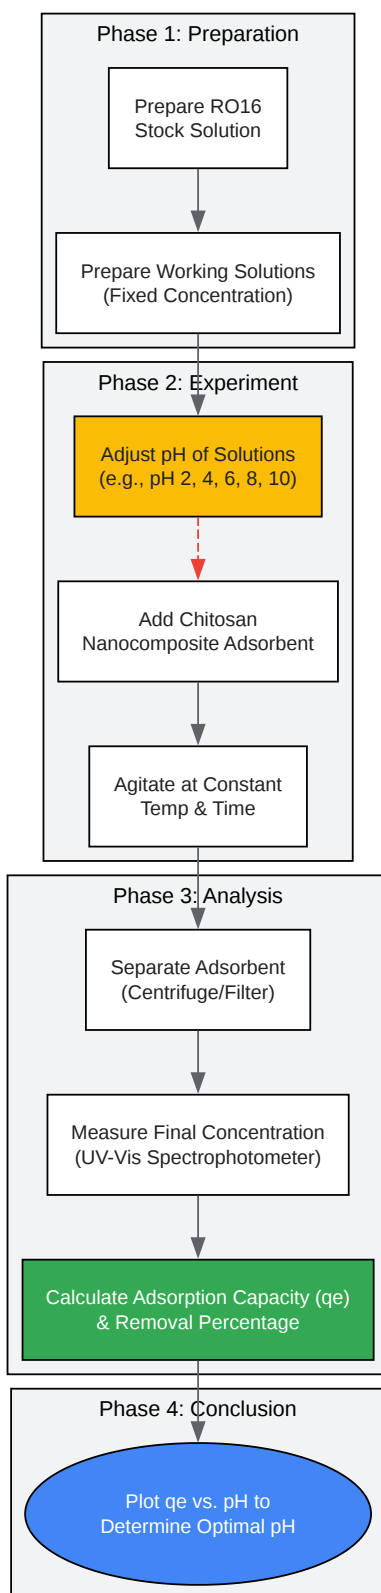 Phase 1: Preparation
Prepare RO16
Stock Solution
Prepare Working Solutions
(Fixed Concentration)
Phase 2: Experiment
Adjust pH of Solutions
(e.g., pH 2, 4, 6, 8, 10)
Add Chitosan
Nanocomposite Adsorbent
Agitate at Constant
Temp & Time
Phase 3: Analysis
Separate Adsorbent
(Centrifuge/Filter)
Measure Final Concentration
(UV-Vis Spectrophotometer)
Calculate Adsorption Capacity (qe)
& Removal Percentage
Phase 4: Conclusion
Plot qe vs. pH to
Determine Optimal pH